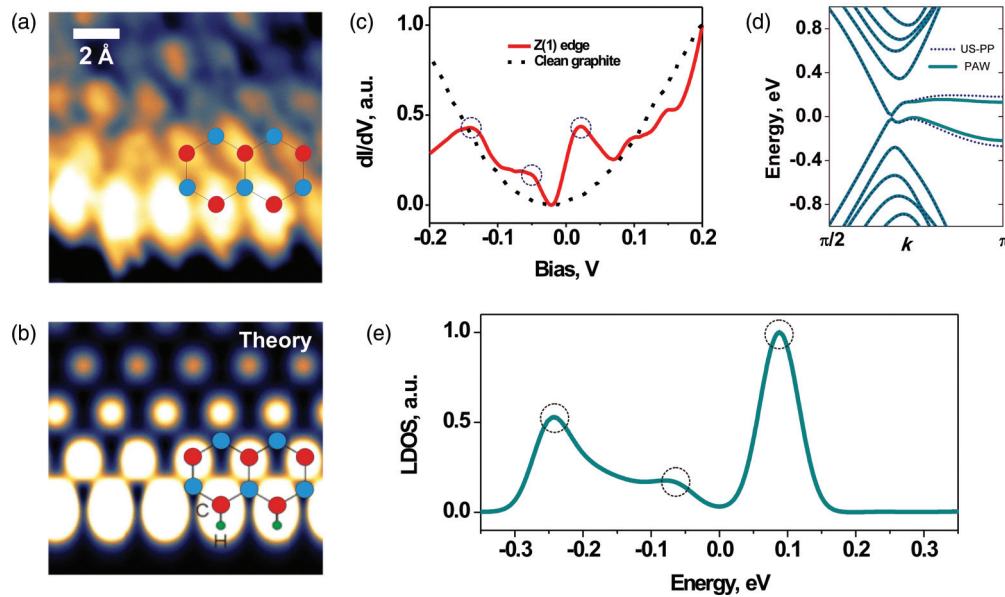 (a)
2 Å
(b)
Theory
C
H
(c)
dI/dV, a.u.
1.0
0.5
0.0
Z(1) edge
Clean graphite
-0.2
-0.1
0.0
0.1
0.2
Bias, V
(d)
Energy, eV
0.8
0.4
0.0
-0.4
-0.8
US-PP
PAW
π/2
k
π
(e)
LDOS, a.u.
1.0
0.5
0.0
-0.3
-0.2
-0.1
0.0
0.1
0.2
0.3
Energy, eV